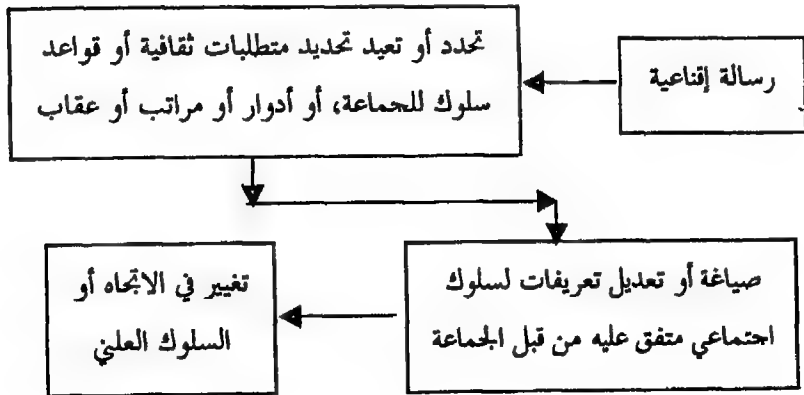 رسالة إقناعية
تحدد أو تعيد تحديد متطلبات ثقافية أو قواعد
سلوك للجماعة، أو أدوار أو مراتب أو عقاب
صياغة أو تعديل تعريفات لسلوك
اجتماعي متفق عليه من قبل الجماعة
تغيير في الاتجاه أو
السلوك العلني